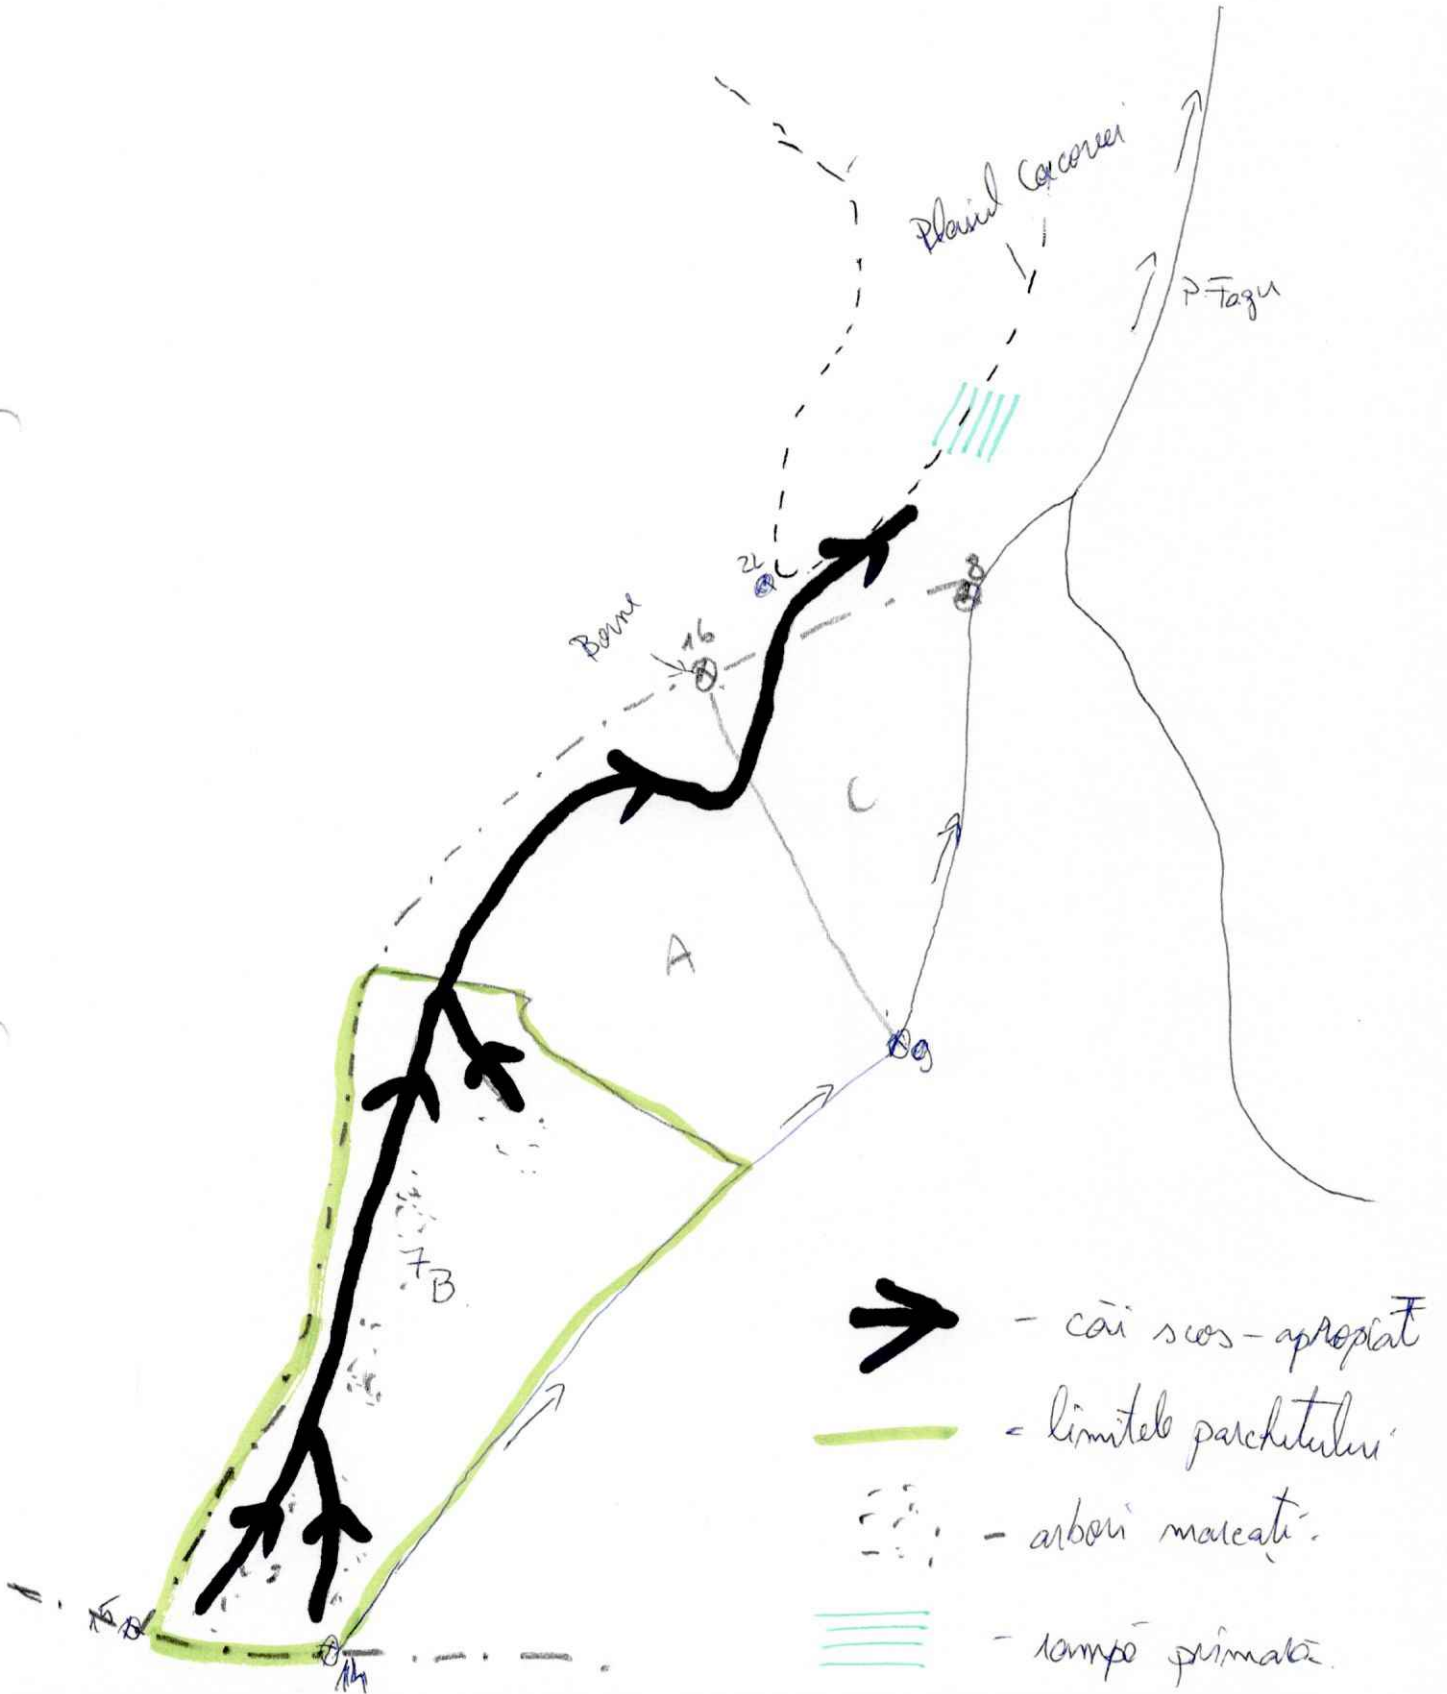 Plaiul Cocorei
P. Fagu
8
22
16
Borne
C
A
9
7B
15
14
- căi scos-apropiat
- limitele parchetului
- arbori marcați
- rampă primară